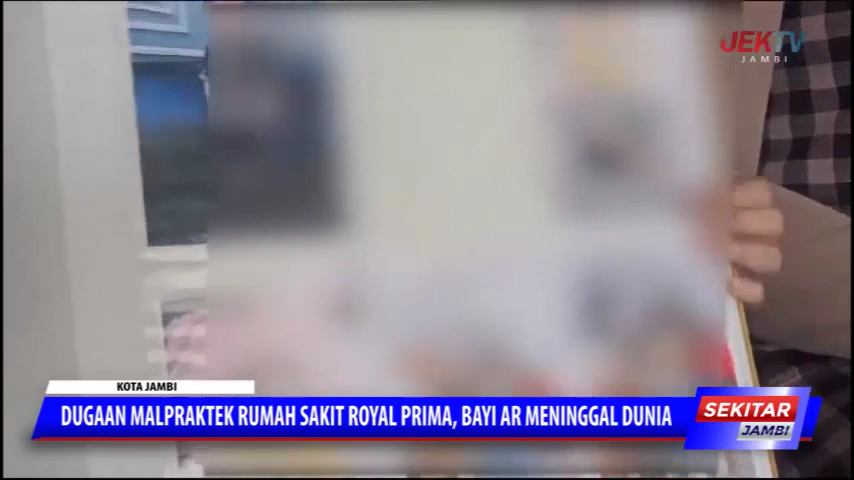 JEKTV
JAMBI
KOTA JAMBI
DUGAAN MALPRAKTEK RUMAH SAKIT ROYAL PRIMA, BAYI AR MENINGGAL DUNIA
SEKITAR
JAMBI